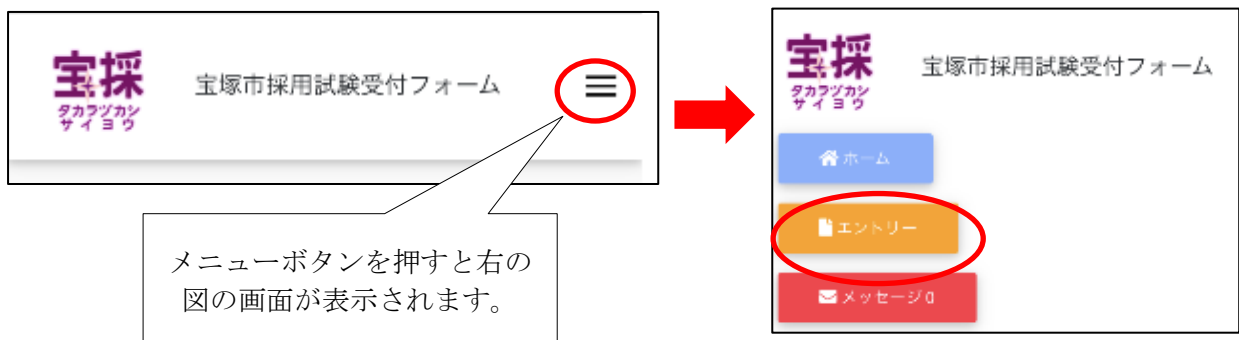 宝採
タカラヅカシ
サイヨウ
宝塚市採用試験受付フォーム
メニューボタンを押すと右の
図の画面が表示されます。
宝採
タカラヅカシ
サイヨウ
宝塚市採用試験受付フォーム
ホーム
エントリー
メッセージ 0